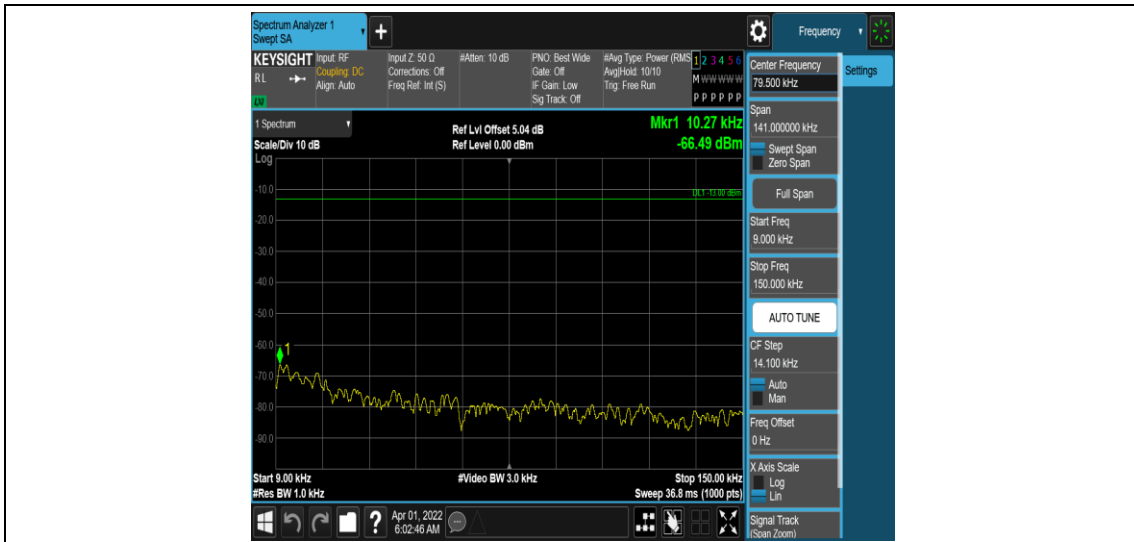 Spectrum Analyzer 1
Swept SA
+
Frequency
KEYSIGHT
RL
LXI
Input: RF
Coupling: DC
Align: Auto
Input Z: 50 Ω
Corrections: Off
Freq Ref: Int (S)
#Atten: 10 dB
PNO: Best Wide
Gate: Off
IF Gain: Low
Sig Track: Off
#Avg Type: Power (RMS
Avg|Hold: 10/10
Trig: Free Run
1 2 3 4 5 6
M W W W W W
P P P P P P
Center Frequency
79.500 kHz
Settings
1 Spectrum
Scale/Div 10 dB
Log
Ref Lvl Offset 5.04 dB
Ref Level 0.00 dBm
Mkr1 10.27 kHz
-66.49 dBm
DL1 -13.00 dBm
-10.0
-20.0
-30.0
-40.0
-50.0
-60.0
1
-70.0
-80.0
-90.0
Span
141.000000 kHz
Swept Span
Zero Span
Full Span
Start Freq
9.000 kHz
Stop Freq
150.000 kHz
AUTO TUNE
CF Step
14.100 kHz
Auto
Man
Freq Offset
0 Hz
X Axis Scale
Log
Lin
Signal Track
(Span Zoom)
Start 9.00 kHz
#Res BW 1.0 kHz
#Video BW 3.0 kHz
Stop 150.00 kHz
Sweep 36.8 ms (1000 pts)
?
Apr 01, 2022
6:02:46 AM